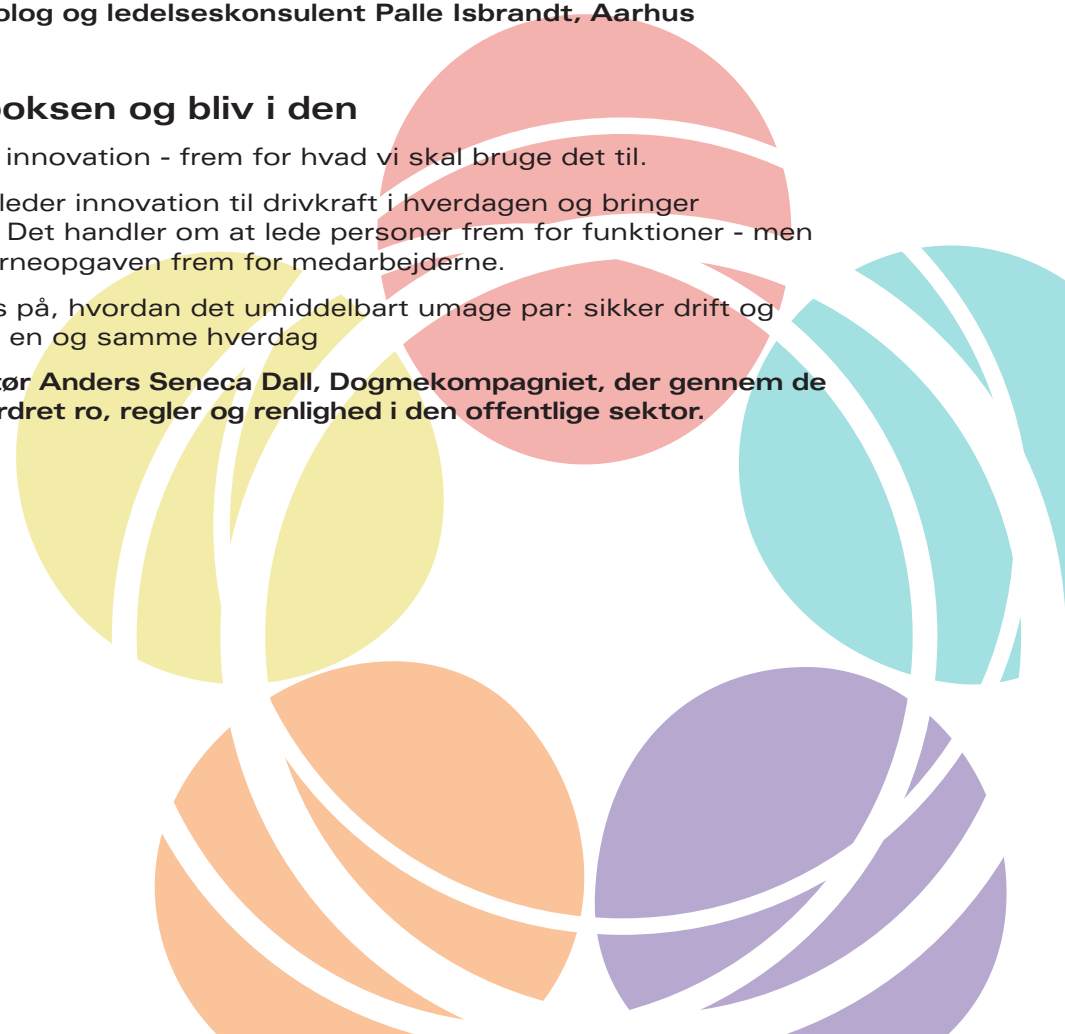 olog og ledelseskonsulent Palle Isbrandt, Aarhus
oksen og bliv i den
innovation - frem for hvad vi skal bruge det til.
leder innovation til drivkraft i hverdagen og bringer
Det handler om at lede personer frem for funktioner - men
rneopgaven frem for medarbejderne.
s på, hvordan det umiddelbart umage par: sikker drift og
en og samme hverdag
tør Anders Seneca Dall, Dogmekompagniet, der gennem de
rdret ro, regler og renlighed i den offentlige sektor.